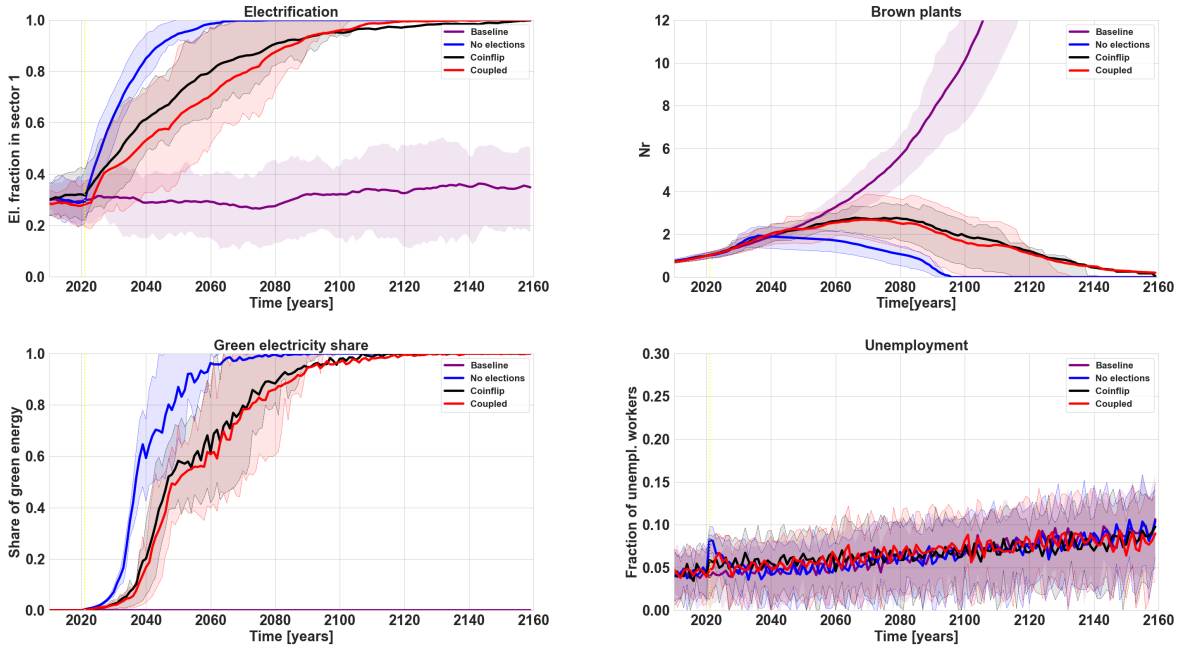 Electrification
El. fraction in sector 1
1.0
0.8
0.6
0.4
0.2
0.0
Baseline
No elections
Coinflip
Coupled
2020 2040 2060 2080 2100 2120 2140 2160
Time [years]
Brown plants
Nr
12
10
8
6
4
2
0
Baseline
No elections
Coinflip
Coupled
2020 2040 2060 2080 2100 2120 2140 2160
Time[years]
Green electricity share
Share of green energy
1.0
0.8
0.6
0.4
0.2
0.0
Baseline
No elections
Coinflip
Coupled
2020 2040 2060 2080 2100 2120 2140 2160
Time [years]
Unemployment
Fraction of unempl. workers
0.30
0.25
0.20
0.15
0.10
0.05
0.00
Baseline
No elections
Coinflip
Coupled
2020 2040 2060 2080 2100 2120 2140 2160
Time [years]